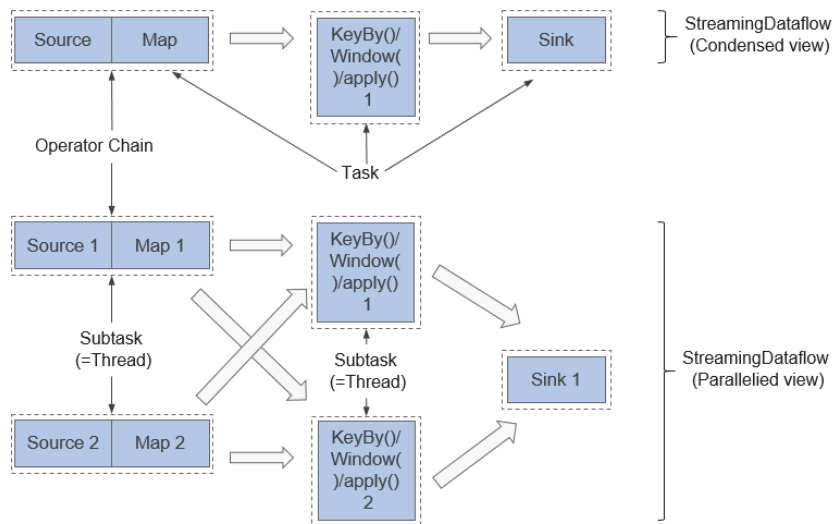 Source
Map
KeyBy()/
Window(
)/apply()
1
Sink
StreamingDataflow
(Condensed view)
Operator Chain
Task
Source 1
Map 1
KeyBy()/
Window(
)/apply()
1
Subtask
(=Thread)
Subtask
(=Thread)
Sink 1
StreamingDataflow
(Parallelied view)
Source 2
Map 2
KeyBy()/
Window(
)/apply()
2